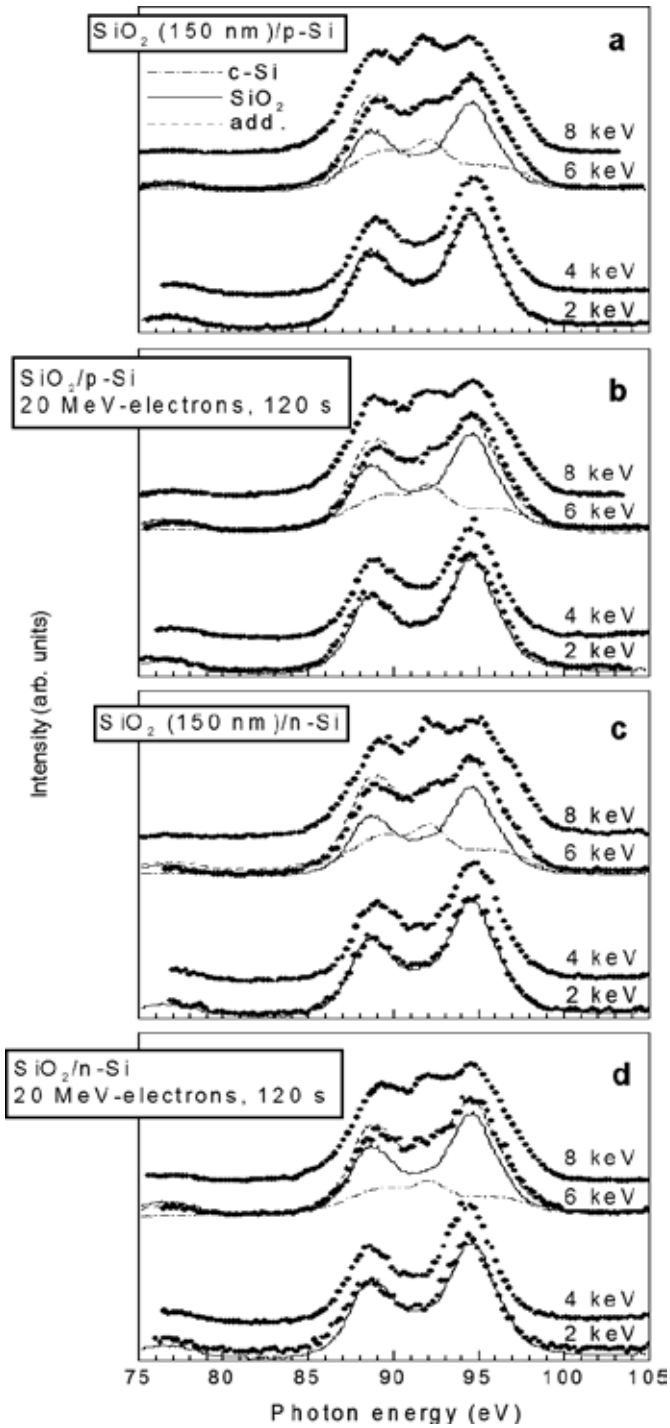 SiO₂ (150 nm)/p-Si
a
c-Si
SiO₂
add.
8 keV
6 keV
4 keV
2 keV
SiO₂/p-Si
20 MeV-electrons, 120 s
b
8 keV
6 keV
4 keV
2 keV
Intensity (arb. units)
SiO₂ (150 nm)/n-Si
c
8 keV
6 keV
4 keV
2 keV
SiO₂/n-Si
20 MeV-electrons, 120 s
d
8 keV
6 keV
4 keV
2 keV
75 80 85 90 95 100 105
Photon energy (eV)